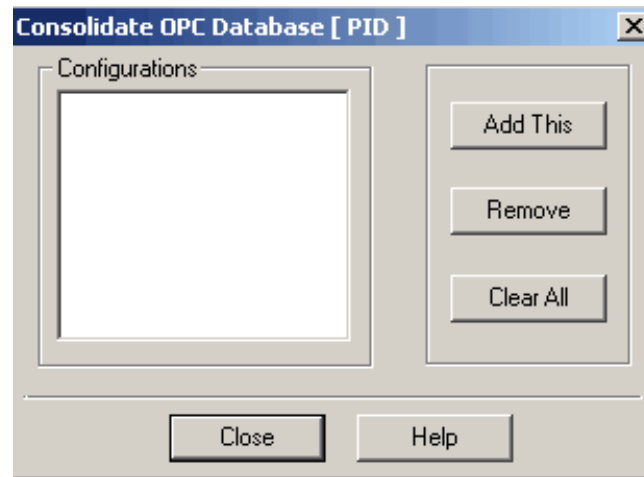 Consolidate OPC Database [ PID ]
Configurations
Add This
Remove
Clear All
Close
Help